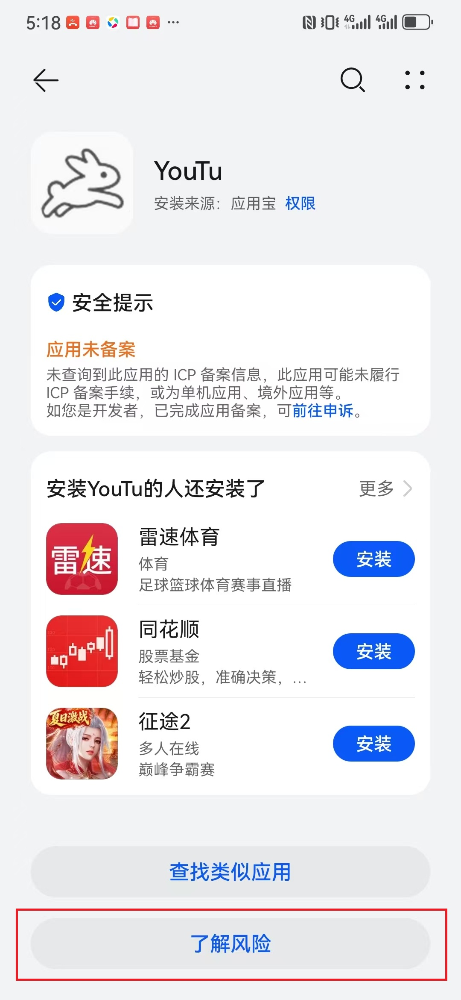 5:18
4G
4G
YouTu
安装来源：应用宝 权限
安全提示
应用未备案
未查询到此应用的 ICP 备案信息，此应用可能未履行
ICP 备案手续，或为单机应用、境外应用等。
如您是开发者，已完成应用备案，可前往申诉。
安装YouTu的人还安装了
更多
雷速
雷速体育
体育
足球篮球体育赛事直播
安装
130
120
110
同花顺
股票基金
轻松炒股，准确决策，...
安装
夏日激战
征途2
多人在线
巅峰争霸赛
安装
查找类似应用
了解风险